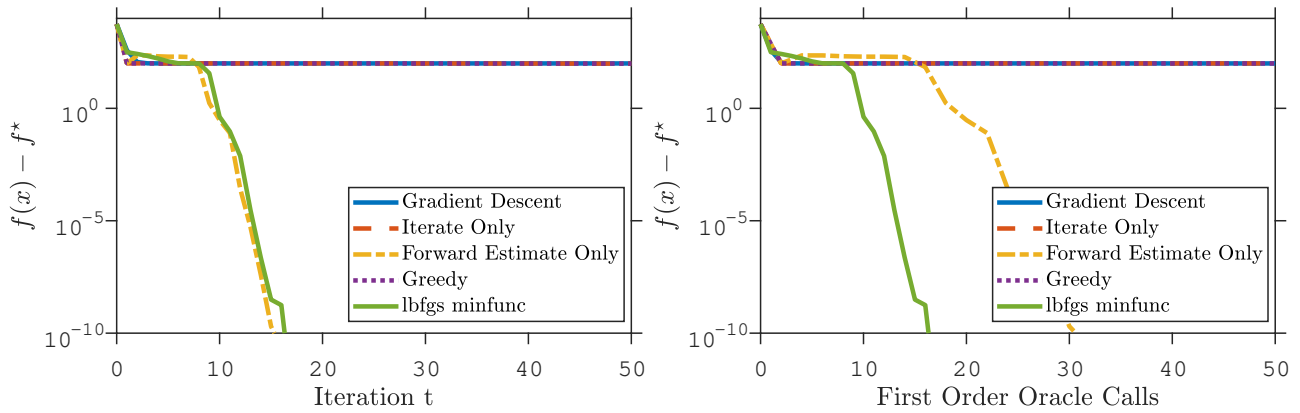 f(x) − f⋆
10^0
10^−5
10^−10
Gradient Descent
Iterate Only
Forward Estimate Only
Greedy
lbfgs minfunc
0 10 20 30 40 50
Iteration t
f(x) − f⋆
10^0
10^−5
10^−10
Gradient Descent
Iterate Only
Forward Estimate Only
Greedy
lbfgs minfunc
0 10 20 30 40 50
First Order Oracle Calls